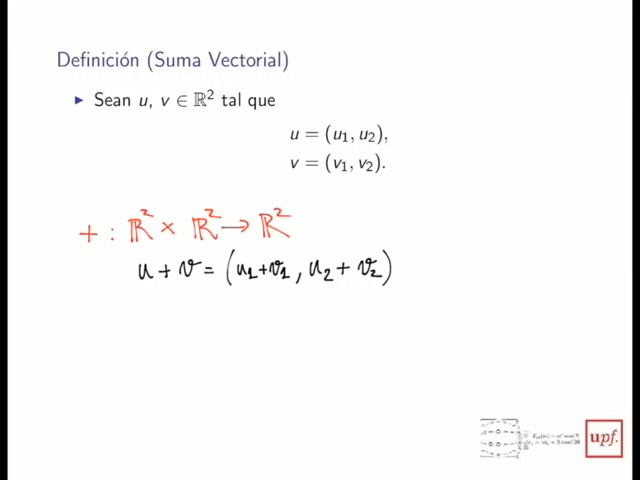 Definición (Suma Vectorial)
▶ Sean u, v ∈ ℝ² tal que
u = (u₁, u₂),
v = (v₁, v₂).
+ : ℝ² × ℝ² → ℝ²
u + v = (u₁+v₁, u₂ + v₂)
upf.